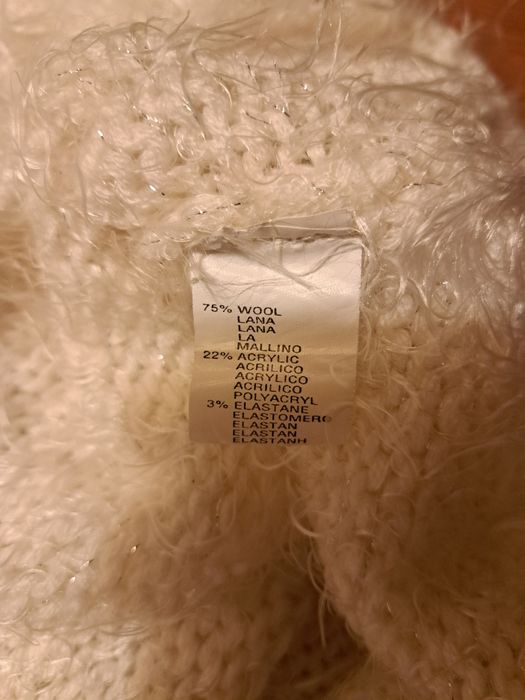 75% WOOL
LANA
LANA
LA
MALLINO
22% ACRYLIC
ACRILICO
ACRYLICO
ACRILICO
POLYACRYL
3% ELASTANE
ELASTOMERO
ELASTAN
ELASTAN
ELASTANH